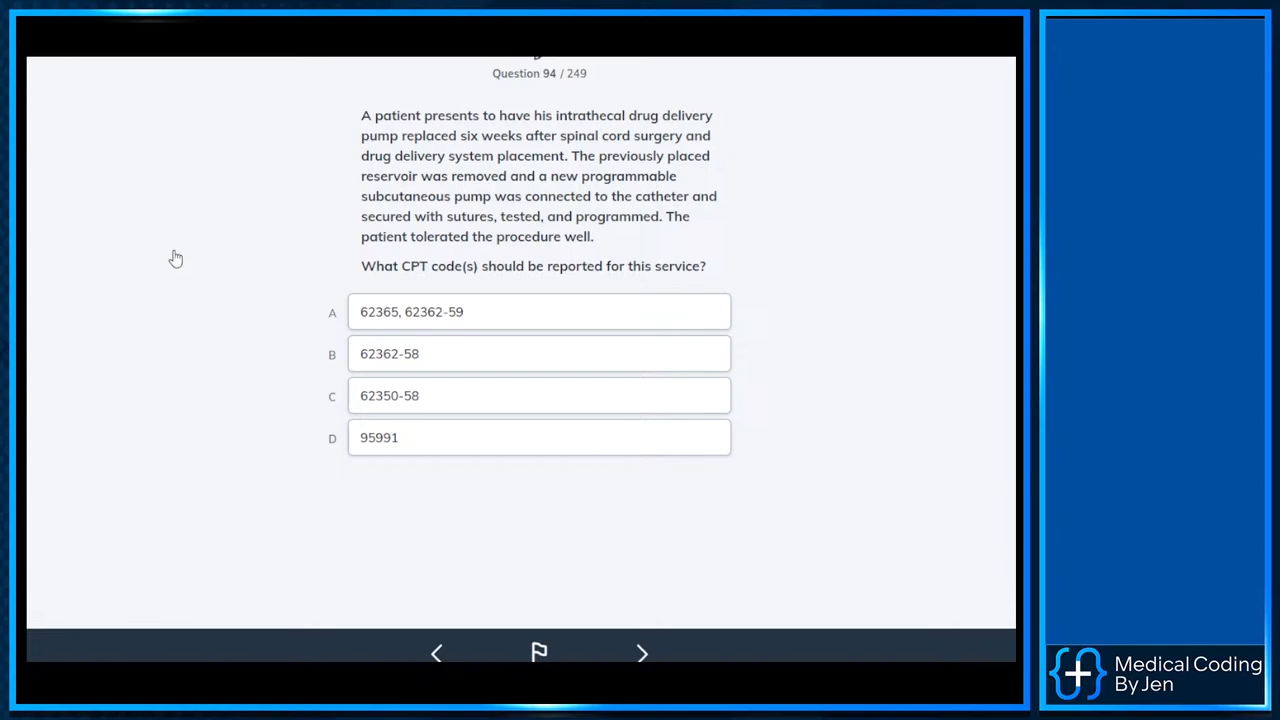 Question 94 / 249
A patient presents to have his intrathecal drug delivery
pump replaced six weeks after spinal cord surgery and
drug delivery system placement. The previously placed
reservoir was removed and a new programmable
subcutaneous pump was connected to the catheter and
secured with sutures, tested, and programmed. The
patient tolerated the procedure well.
What CPT code(s) should be reported for this service?
A 62365, 62362-59
B 62362-58
C 62350-58
D 95991
Medical Coding
By Jen